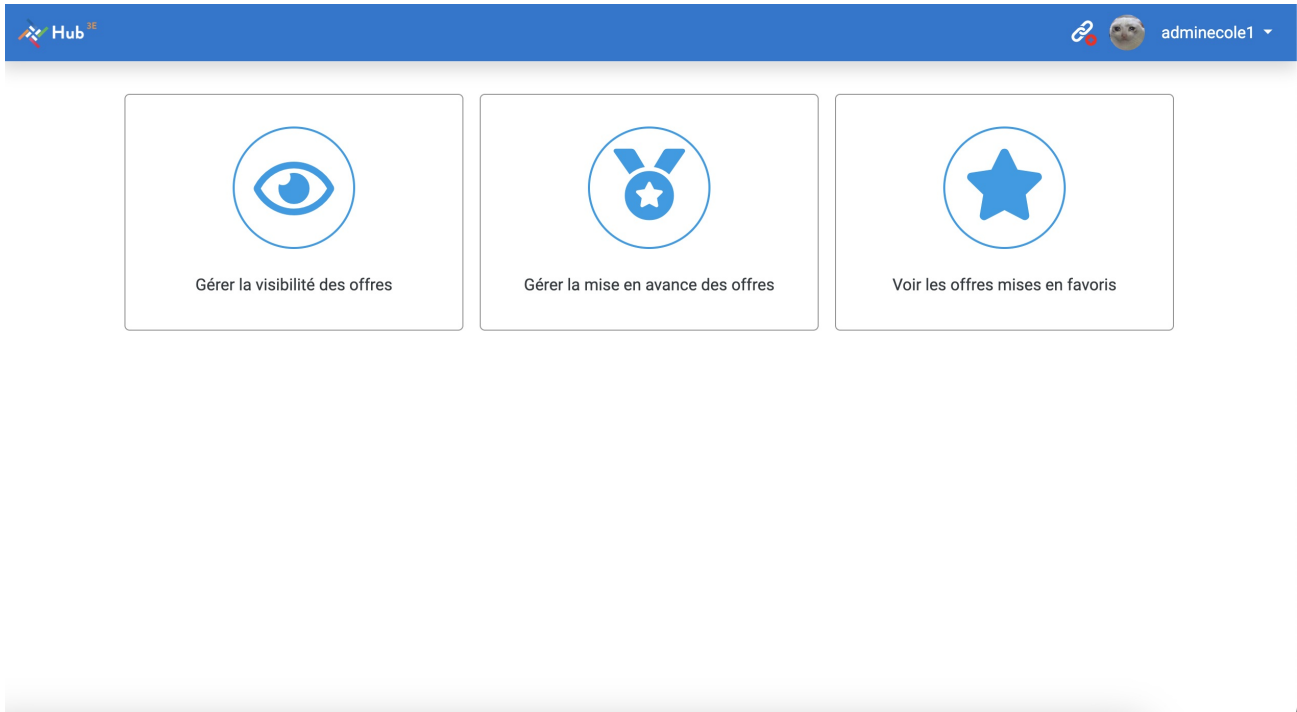 Hub 3E
adminecole1
Gérer la visibilité des offres
Gérer la mise en avance des offres
Voir les offres mises en favoris